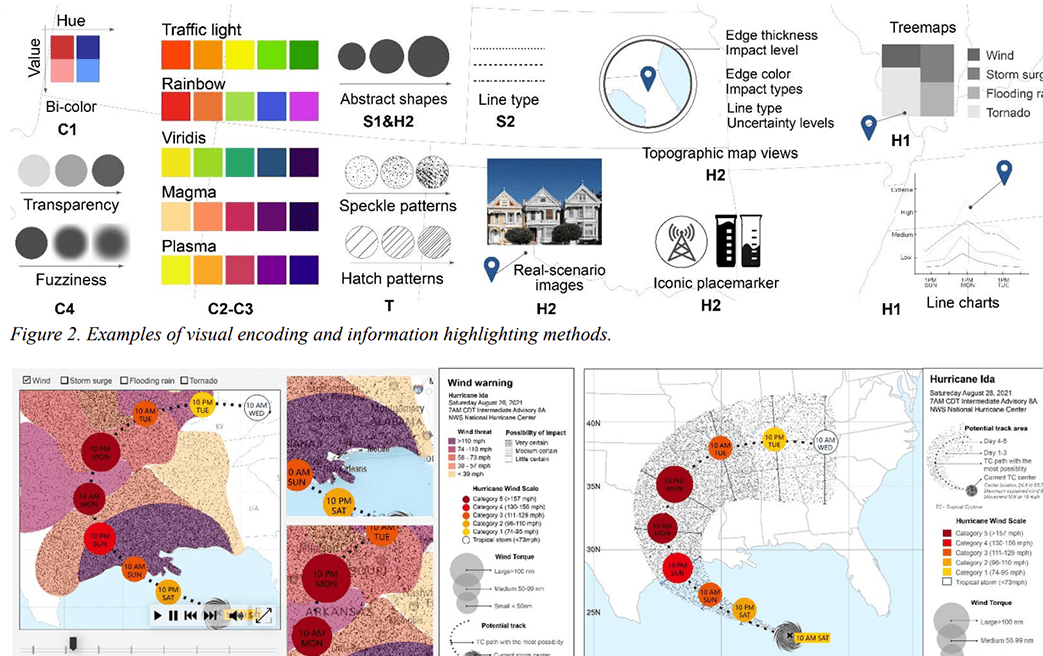 Hue
Value
Bi-color
C1
Transparency
Fuzziness
C4
Traffic light
Rainbow
Viridis
Magma
Plasma
C2-C3
Abstract shapes
S1&H2
Speckle patterns
Hatch patterns
T
Line type
S2
Real-scenario
images
H2
Edge thickness
Impact level
Edge color
Impact types
Line type
Uncertainty levels
Topographic map views
H2
Iconic placemarker
H2
Treemaps
Wind
Storm surg
Flooding ra
Tornado
H1
Extreme
High
Medium
Low
1PM
SUN
1PM
MON
1PM
TUE
H1
Line charts
Figure 2. Examples of visual encoding and information highlighting methods.
Wind Storm surge Flooding rain Tornado
10 PM
TUE
10 AM
TUE
10 AM
WED
KY
10 PM
MON
10 AM
MON
10 PM
SUN
10 AM
SUN
10 PM
SAT
ALABAMA
SUN
10 PM
SAT
10 AM
TUE
10 PM
MON
ARKANSAS
10 AM
MON
Wind warning
Hurricane Ida
Satureday August 28, 2021
7AM CDT Intermediate Advisory 8A
NWS National Hurricane Center
Wind threat
>110 mph
74 -110 mph
58 - 73 mph
39 - 57 mph
< 39 mph
Possibility of impact
Very certain
Medium certain
Little certain
Hurricane Wind Scale
Category 5 (>157 mph)
Category 4 (130-156 mph)
Category 3 (111-129 mph)
Category 2 (96-110 mph)
Category 1 (74-95 mph)
Tropical storm (<73mph)
Wind Torque
Large>100 nm
Medium 50-99 nm
Small < 50nm
Potential track
TC path with the most possiblity
Current storm center
40N
35N
30N
25N
10 AM
TUE
10 PM
TUE
10 AM
WED
10 PM
MON
10 AM
MON
10 PM
SUN
10 AM
SUN
10 PM
SAT
10 AM SAT
Hurricane Ida
Satureday August 28, 2021
7AM CDT Intermediate Advisory 8A
NWS National Hurricane Center
Potential track area
Day 4-5
Day 1-3
TC path with the
most possiblity
Current TC center
TC - Tropical Cyclone
Hurricane Wind Scale
Category 5 (>157 mph)
Category 4 (130-156 mph)
Category 3 (111-129 mph)
Category 2 (96-110 mph)
Category 1 (74-95 mph)
Tropical storm (<73mph)
Wind Torque
Large>100 nm
Medium 50-99 nm